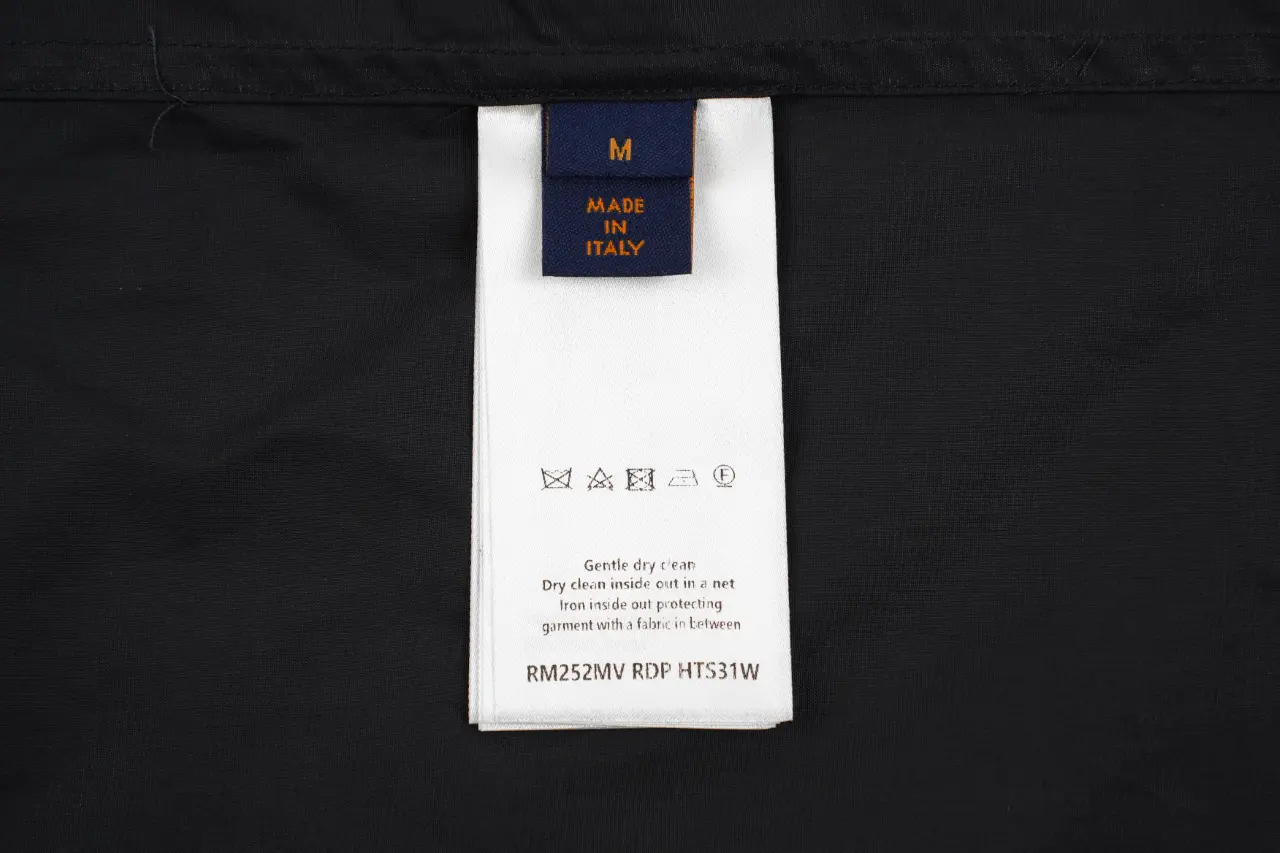 M
MADE
IN
ITALY
F
Gentle dry clean
Dry clean inside out in a net
Iron inside out protecting
garment with a fabric in between
RM252MV RDP HTS31W